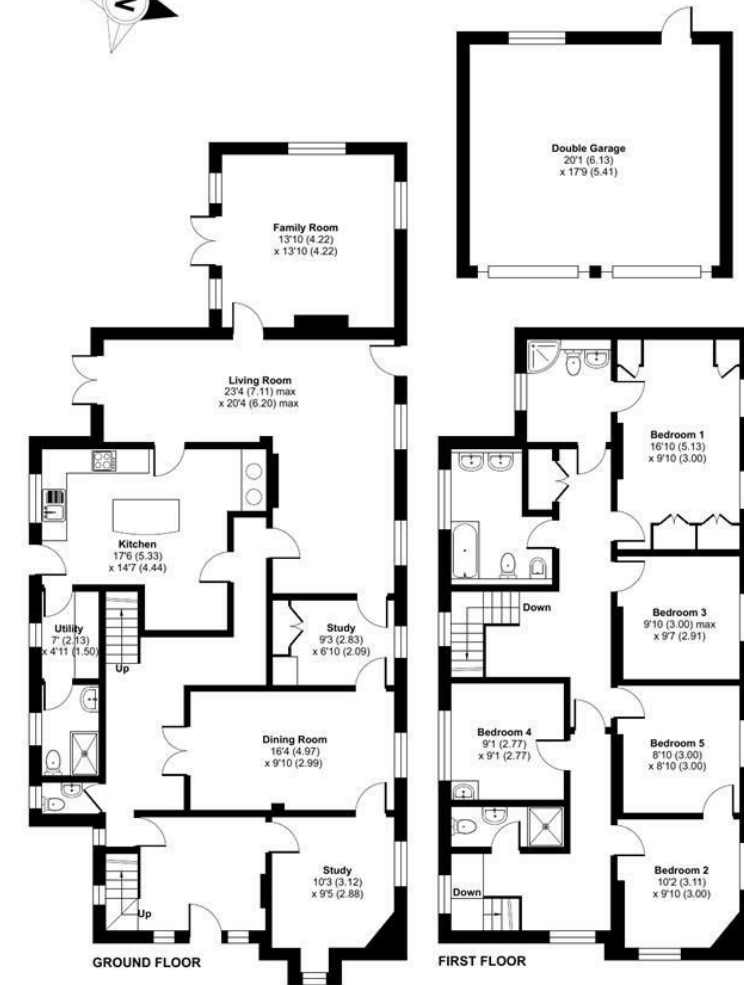 N
Double Garage
20'1 (6.13)
x 17'9 (5.41)
Family Room
13'10 (4.22)
x 13'10 (4.22)
Living Room
23'4 (7.11) max
x 20'4 (6.20) max
Bedroom 1
16'10 (5.13)
x 9'10 (3.00)
Kitchen
17'6 (5.33)
x 14'7 (4.44)
Utility
7' (2.13)
x 4'11 (1.50)
Up
Study
9'3 (2.83)
x 6'10 (2.09)
Down
Bedroom 3
9'10 (3.00) max
x 9'7 (2.91)
Dining Room
16'4 (4.97)
x 9'10 (2.99)
Bedroom 4
9'1 (2.77)
x 9'1 (2.77)
Bedroom 5
8'10 (3.00)
x 8'10 (3.00)
Study
10'3 (3.12)
x 9'5 (2.88)
Up
Down
Bedroom 2
10'2 (3.11)
x 9'10 (3.00)
GROUND FLOOR
FIRST FLOOR